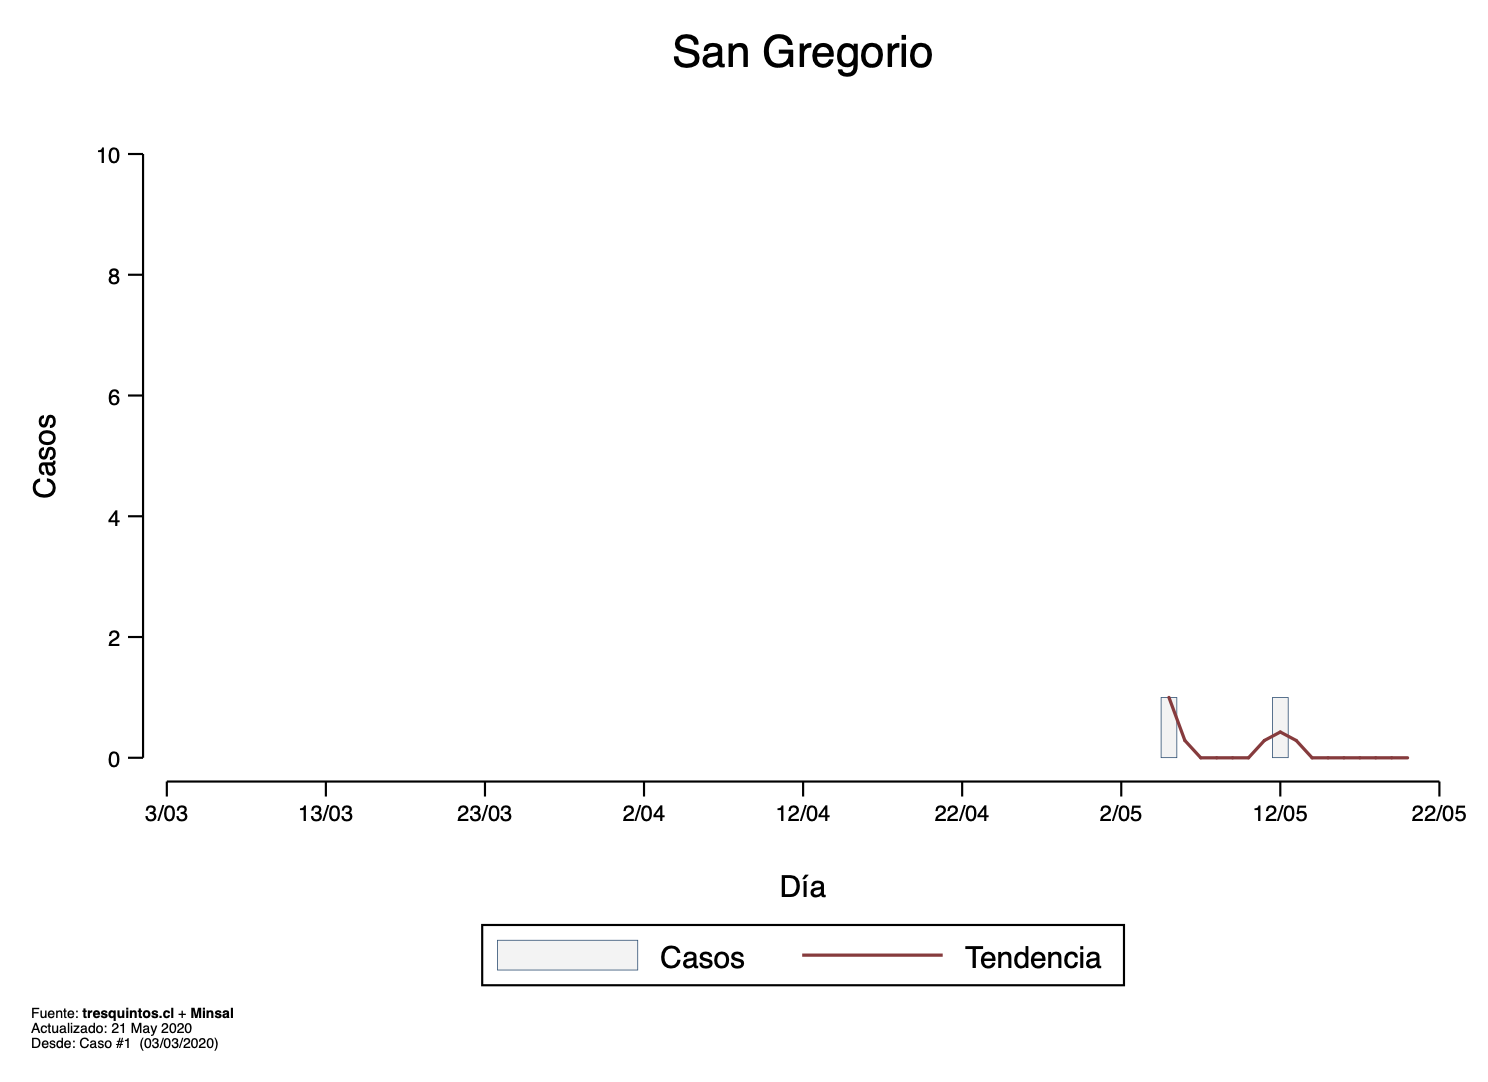 San Gregorio
10
8
6
4
2
0
Casos
3/03 13/03 23/03 2/04 12/04 22/04 2/05 12/05 22/05
Día
Casos Tendencia
Fuente: tresquintos.cl + Minsal
Actualizado: 21 May 2020
Desde: Caso #1 (03/03/2020)